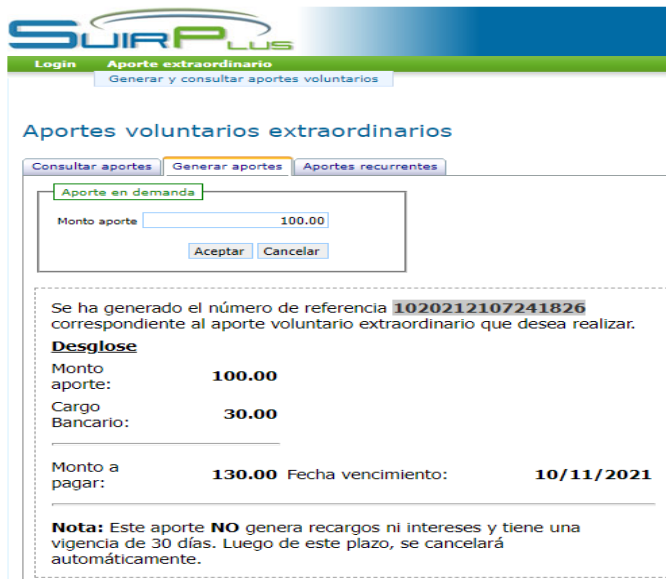 SUIRPLUS
Login Aporte extraordinario
Generar y consultar aportes voluntarios
Aportes voluntarios extraordinarios
Consultar aportes Generar aportes Aportes recurrentes
Aporte en demanda
Monto aporte 100.00
Aceptar Cancelar
Se ha generado el número de referencia 1020212107241826
correspondiente al aporte voluntario extraordinario que desea realizar.
Desglose
Monto
aporte: 100.00
Cargo
Bancario: 30.00
Monto a
pagar: 130.00 Fecha vencimiento: 10/11/2021
Nota: Este aporte NO genera recargos ni intereses y tiene una
vigencia de 30 días. Luego de este plazo, se cancelará
automáticamente.